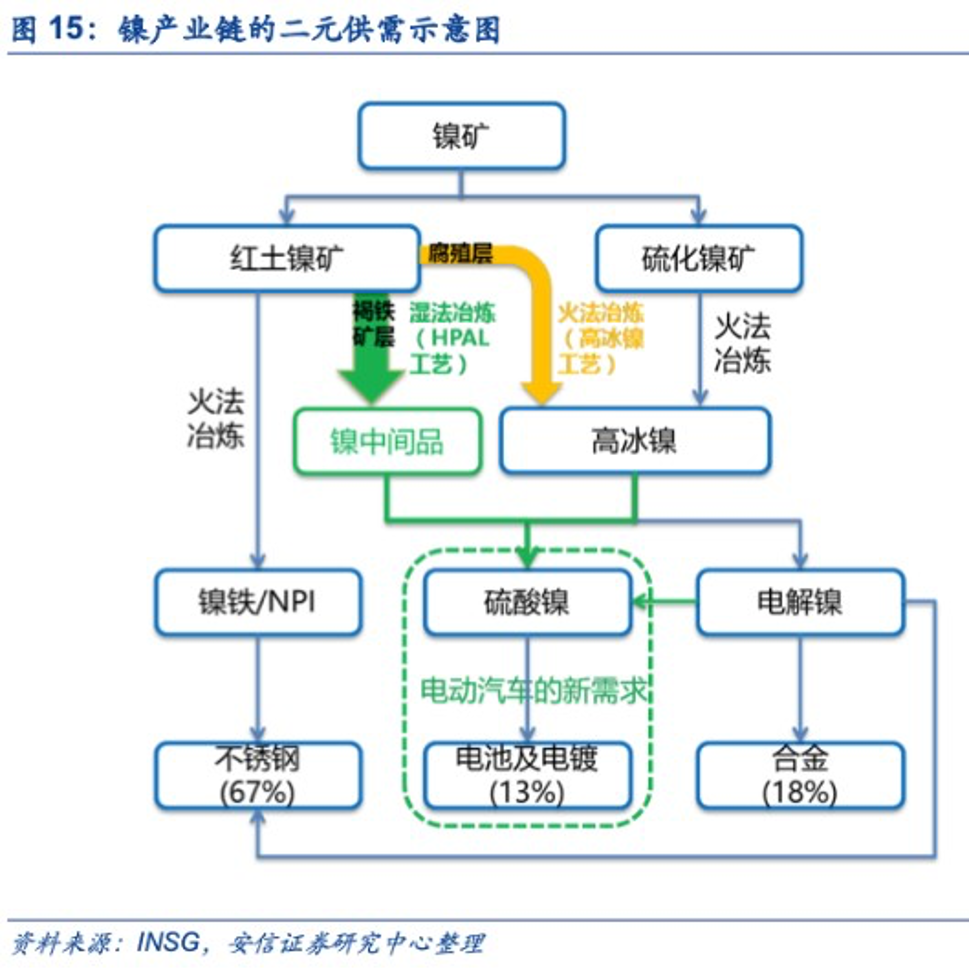 图 15：镍产业链的二元供需示意图
镍矿
红土镍矿
腐殖层
硫化镍矿
褐铁
矿层
湿法冶炼
（HPAL
工艺）
火法冶炼
（高冰镍
工艺）
火法
冶炼
火法
冶炼
镍中间品
高冰镍
镍铁/NPI
硫酸镍
电解镍
电动汽车的新需求
不锈钢
(67%)
电池及电镀
(13%)
合金
(18%)
资料来源：INSG，安信证券研究中心整理